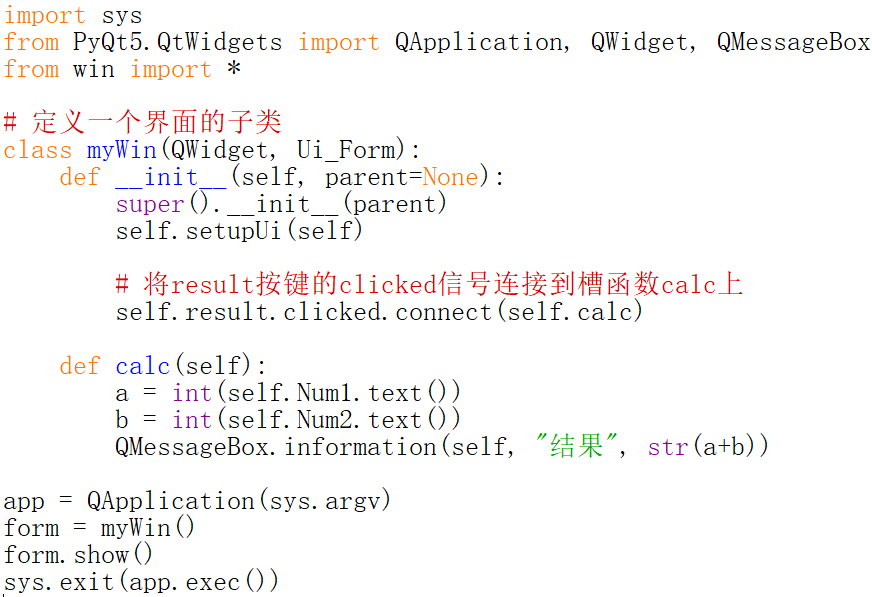 import sys
from PyQt5.QtWidgets import QApplication, QWidget, QMessageBox
from win import *

# 定义一个界面的子类
class myWin(QWidget, Ui_Form):
    def __init__(self, parent=None):
        super().__init__(parent)
        self.setupUi(self)

        # 将result按键的clicked信号连接到槽函数calc上
        self.result.clicked.connect(self.calc)

    def calc(self):
        a = int(self.Num1.text())
        b = int(self.Num2.text())
        QMessageBox.information(self, "结果", str(a+b))

app = QApplication(sys.argv)
form = myWin()
form.show()
sys.exit(app.exec())